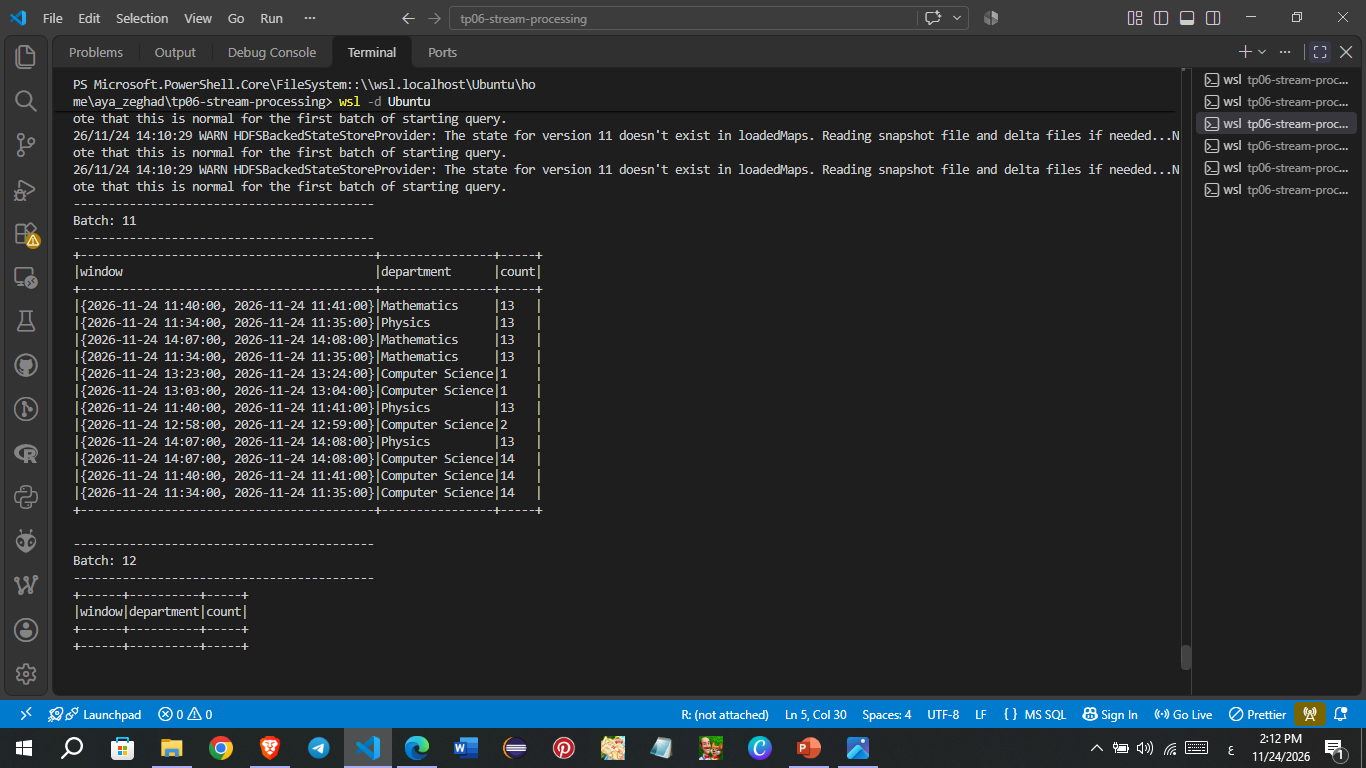 File Edit Selection View Go Run ···
tp06-stream-processing
Problems Output Debug Console Terminal Ports
PS Microsoft.PowerShell.Core\FileSystem::\\wsl.localhost\Ubuntu\ho
me\aya_zeghad\tp06-stream-processing> wsl -d Ubuntu
ote that this is normal for the first batch of starting query.
26/11/24 14:10:29 WARN HDFSBackedStateStoreProvider: The state for version 11 doesn't exist in loadedMaps. Reading snapshot file and delta files if needed...N
ote that this is normal for the first batch of starting query.
26/11/24 14:10:29 WARN HDFSBackedStateStoreProvider: The state for version 11 doesn't exist in loadedMaps. Reading snapshot file and delta files if needed...N
ote that this is normal for the first batch of starting query.
-------------------------------------------
Batch: 11
-------------------------------------------
+------------------------------------------+----------------+-----+
|window                                    |department      |count|
+------------------------------------------+----------------+-----+
|{2026-11-24 11:40:00, 2026-11-24 11:41:00}|Mathematics     |13   |
|{2026-11-24 11:34:00, 2026-11-24 11:35:00}|Physics         |13   |
|{2026-11-24 14:07:00, 2026-11-24 14:08:00}|Mathematics     |13   |
|{2026-11-24 11:34:00, 2026-11-24 11:35:00}|Mathematics     |13   |
|{2026-11-24 13:23:00, 2026-11-24 13:24:00}|Computer Science|1    |
|{2026-11-24 13:03:00, 2026-11-24 13:04:00}|Computer Science|1    |
|{2026-11-24 11:40:00, 2026-11-24 11:41:00}|Physics         |13   |
|{2026-11-24 12:58:00, 2026-11-24 12:59:00}|Computer Science|2    |
|{2026-11-24 14:07:00, 2026-11-24 14:08:00}|Physics         |13   |
|{2026-11-24 14:07:00, 2026-11-24 14:08:00}|Computer Science|14   |
|{2026-11-24 11:40:00, 2026-11-24 11:41:00}|Computer Science|14   |
|{2026-11-24 11:34:00, 2026-11-24 11:35:00}|Computer Science|14   |
+------------------------------------------+----------------+-----+
-------------------------------------------
Batch: 12
-------------------------------------------
+------+----------+-----+
|window|department|count|
+------+----------+-----+
+------+----------+-----+
wsl tp06-stream-proc...
wsl tp06-stream-proc...
wsl tp06-stream-proc...
wsl tp06-stream-proc...
wsl tp06-stream-proc...
wsl tp06-stream-proc...
Launchpad 0 0 R: (not attached) Ln 5, Col 30 Spaces: 4 UTF-8 LF { } MS SQL Sign In Go Live Prettier
ع 2:12 PM
11/24/2026
1